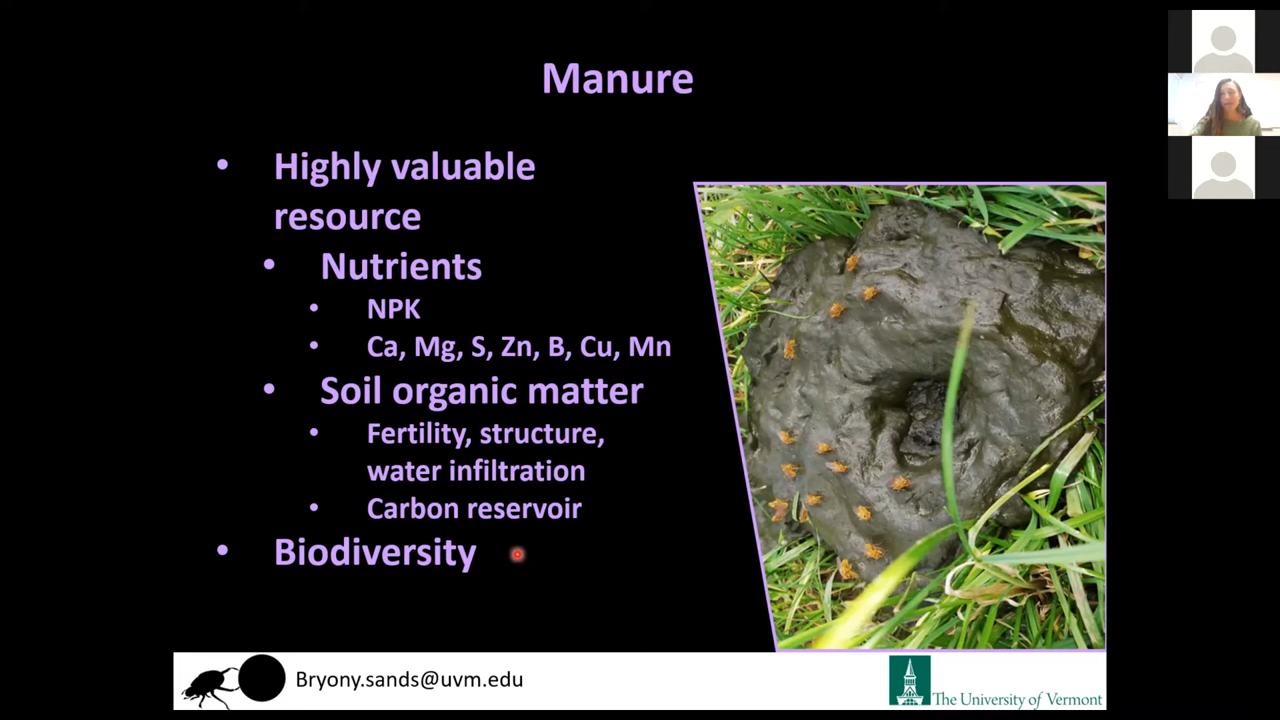 Manure
• Highly valuable
resource
• Nutrients
• NPK
• Ca, Mg, S, Zn, B, Cu, Mn
• Soil organic matter
• Fertility, structure,
water infiltration
• Carbon reservoir
• Biodiversity
Bryony.sands@uvm.edu
The University of Vermont